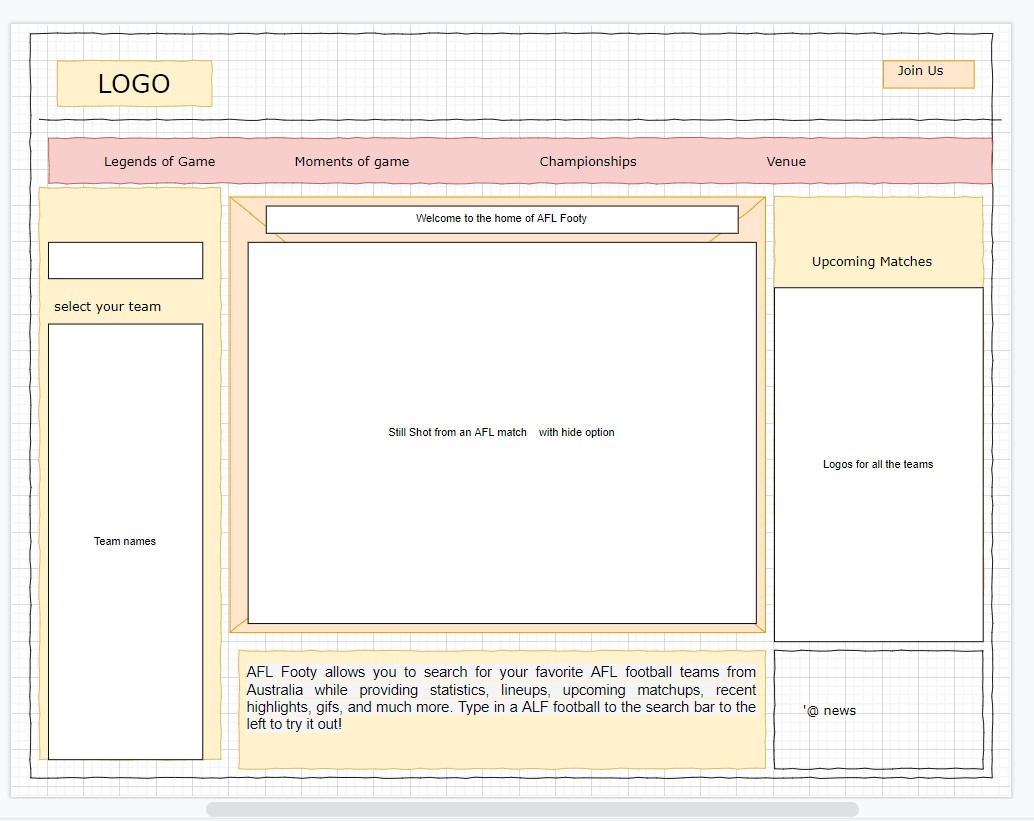 LOGO
Join Us
Legends of Game
Moments of game
Championships
Venue
Welcome to the home of AFL Footy
Upcoming Matches
select your team
Still Shot from an AFL match with hide option
Logos for all the teams
Team names
AFL Footy allows you to search for your favorite AFL football teams from
Australia while providing statistics, lineups, upcoming matchups, recent
highlights, gifs, and much more. Type in a ALF football to the search bar to the
left to try it out!
'@ news